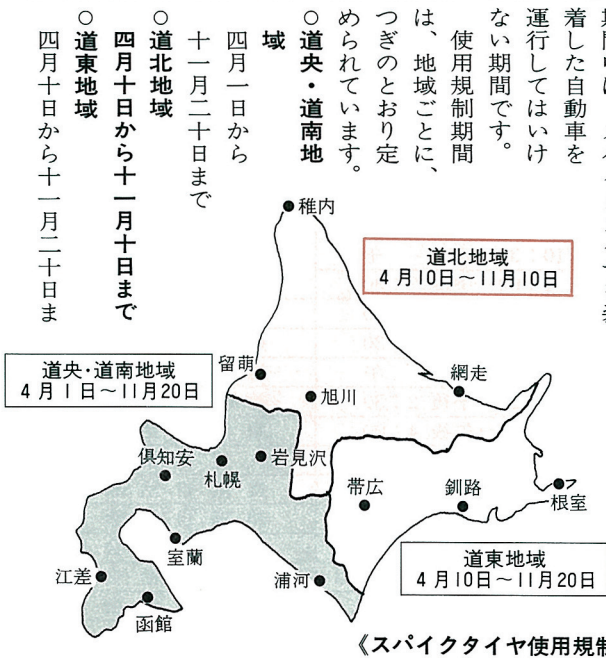 着した自動車を
運行してはいけ
ない期間です。
使用規制期間
は、地域ごとに、
つぎのとおり定
められています。
○道央・道南地
域
四月一日から
十一月二十日まで
○道北地域
四月十日から十一月十日まで
○道東地域
四月十日から十一月二十日ま
稚内
道北地域
4月10日～11月10日
留萌
旭川
網走
道央・道南地域
4月1日～11月20日
倶知安
札幌
岩見沢
帯広
釧路
根室
室蘭
江差
函館
浦河
道東地域
4月10日～11月20日
《スパイクタイヤ使用規制